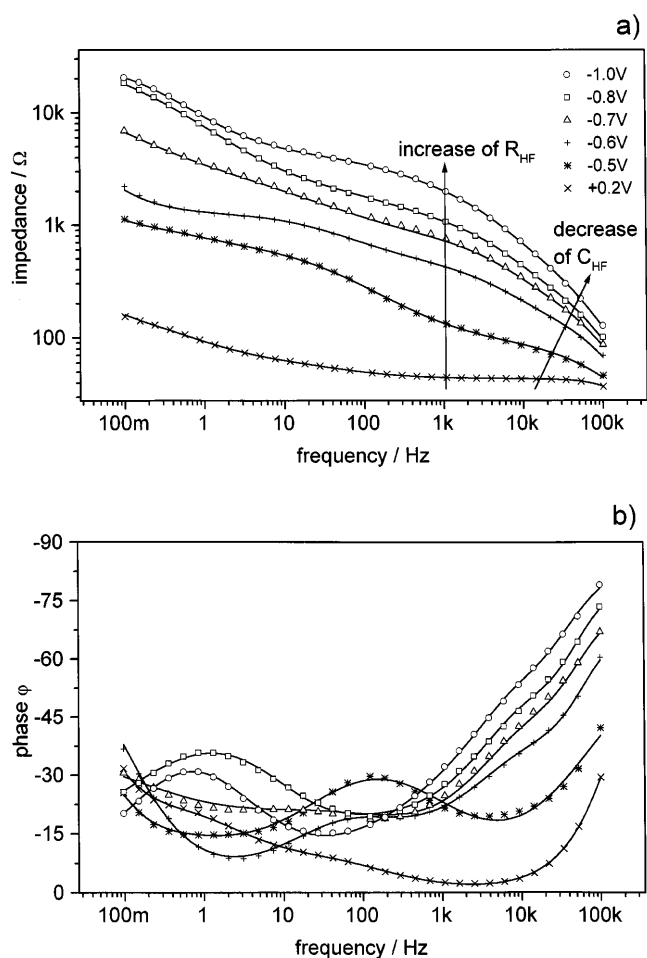 a)
impedance / Ω
10k
1k
100
-1.0V
-0.8V
-0.7V
-0.6V
-0.5V
+0.2V
increase of R_HF
decrease
of C_HF
100m 1 10 100 1k 10k 100k
frequency / Hz
b)
phase φ
-90
-75
-60
-45
-30
-15
0
100m 1 10 100 1k 10k 100k
frequency / Hz